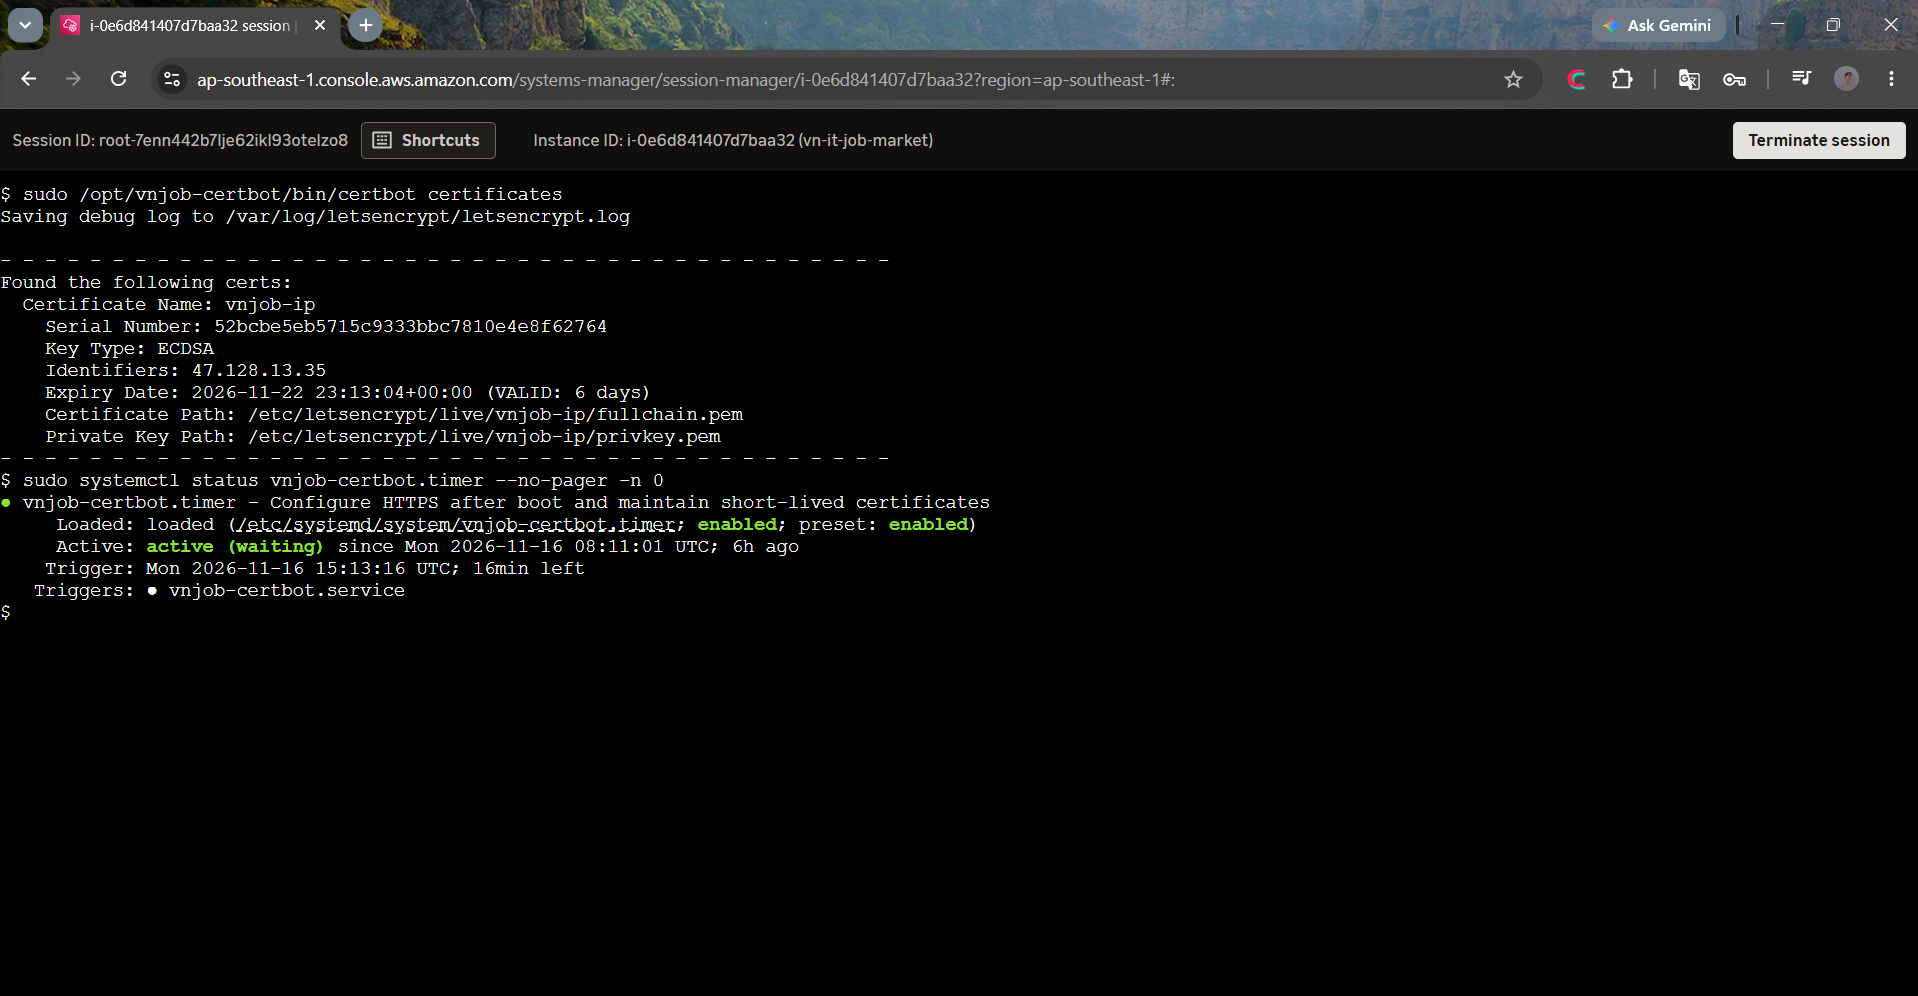 i-0e6d841407d7baa32 session |
Ask Gemini
ap-southeast-1.console.aws.amazon.com/systems-manager/session-manager/i-0e6d841407d7baa32?region=ap-southeast-1#:
Session ID: root-7enn442b7lje62ikl93otelzo8 Shortcuts Instance ID: i-0e6d841407d7baa32 (vn-it-job-market) Terminate session
$ sudo /opt/vnjob-certbot/bin/certbot certificates
Saving debug log to /var/log/letsencrypt/letsencrypt.log
- - - - - - - - - - - - - - - - - - - - - - - - - - - - - - - - - - - - - - - -
Found the following certs:
  Certificate Name: vnjob-ip
    Serial Number: 52bcbe5eb5715c9333bbc7810e4e8f62764
    Key Type: ECDSA
    Identifiers: 47.128.13.35
    Expiry Date: 2026-11-22 23:13:04+00:00 (VALID: 6 days)
    Certificate Path: /etc/letsencrypt/live/vnjob-ip/fullchain.pem
    Private Key Path: /etc/letsencrypt/live/vnjob-ip/privkey.pem
- - - - - - - - - - - - - - - - - - - - - - - - - - - - - - - - - - - - - - - -
$ sudo systemctl status vnjob-certbot.timer --no-pager -n 0
● vnjob-certbot.timer - Configure HTTPS after boot and maintain short-lived certificates
     Loaded: loaded (/etc/systemd/system/vnjob-certbot.timer; enabled; preset: enabled)
     Active: active (waiting) since Mon 2026-11-16 08:11:01 UTC; 6h ago
    Trigger: Mon 2026-11-16 15:13:16 UTC; 16min left
   Triggers: ● vnjob-certbot.service
$